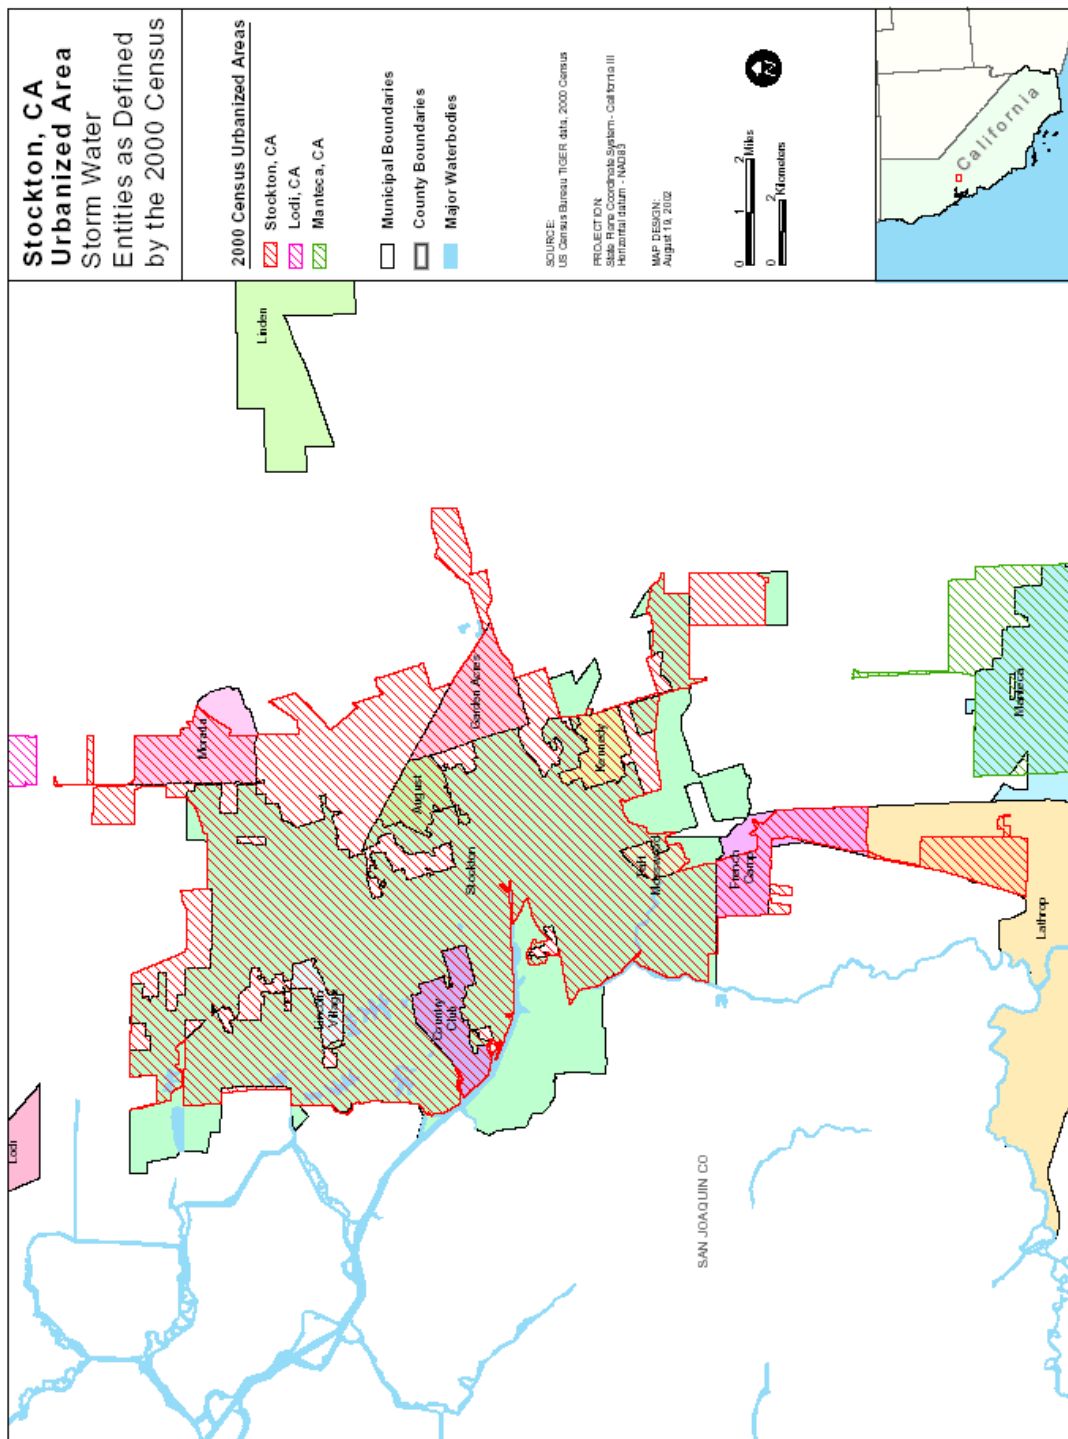 Stockton, CA
Urbanized Area
Storm Water
Entities as Defined
by the 2000 Census
2000 Census Urbanized Areas
Stockton, CA
Lodi, CA
Manteca, CA
Municipal Boundaries
County Boundaries
Major Waterbodies
SOURCE:
US Census Bureau TIGER data, 2000 Census
PROJECTION:
State Plane Coordinate System - California III
Horizontal datum - NAD83
MAP DESIGN:
August 19, 2002
N
0 1 2 Miles
0 2 Kilometers
California
Linden
Morada
Garden Acres
August
Stockton
Kennedy
Lincoln
Village
Country
Club
Taft
Mosswood
French
Camp
Lathrop
Manteca
Lodi
SAN JOAQUIN CO